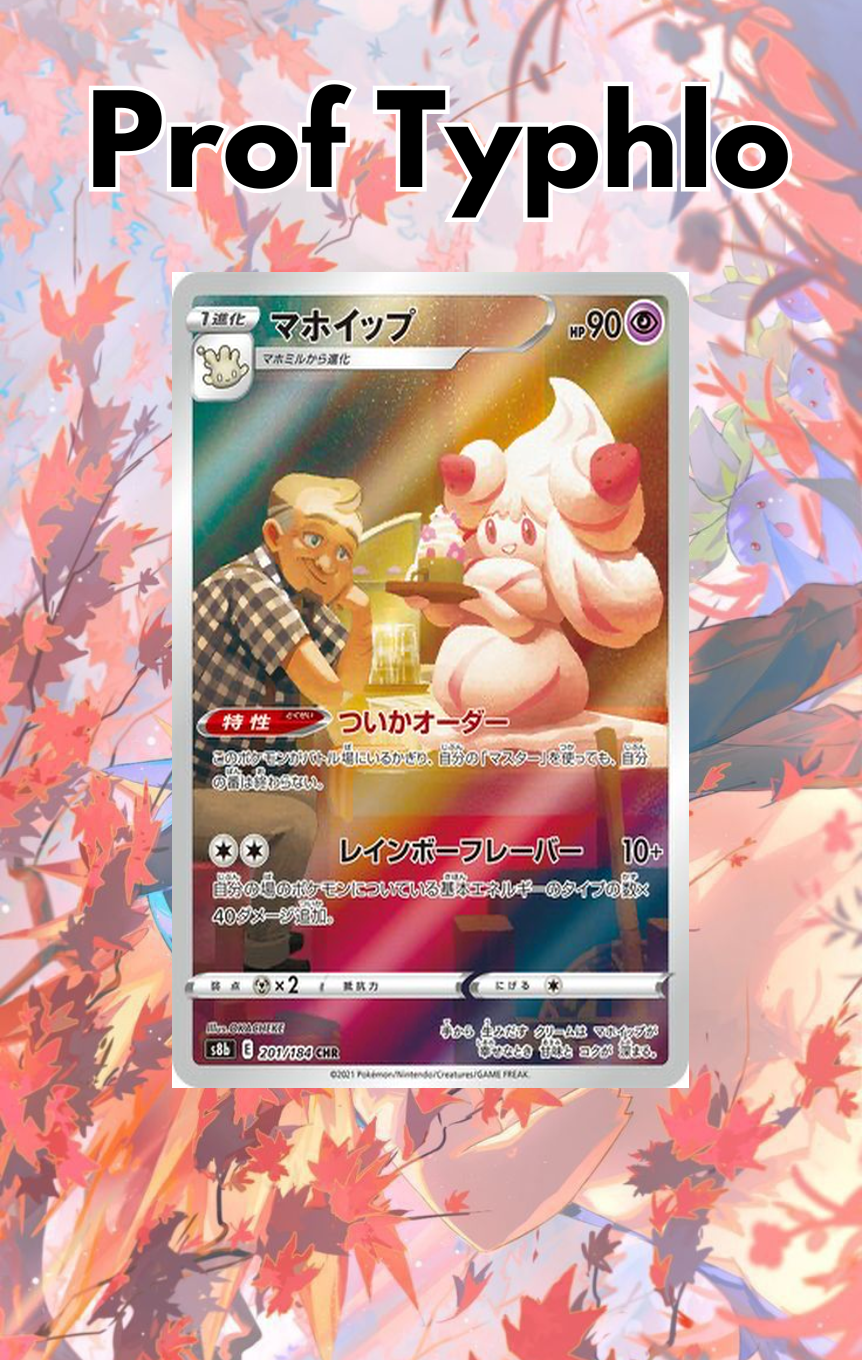 Prof Typhlo
1進化 マホイップ HP90
マホミルから進化
特性 とくせい ついかオーダー
このポケモンがバトル場にいるかぎり、自分の「マスター」を使っても、自分
の番は終わらない。
レインボーフレーバー 10+
自分の場のポケモンについている基本エネルギーのタイプの数×
40ダメージ追加。
弱点 ×2 抵抗力 にげる
Illus. OKACHEKE
手から 生みだす クリームは マホイップが
幸せなとき 甘味と コクが 深まる。
s8b E 201/184 CHR
©2021 Pokémon/Nintendo/Creatures/GAME FREAK.